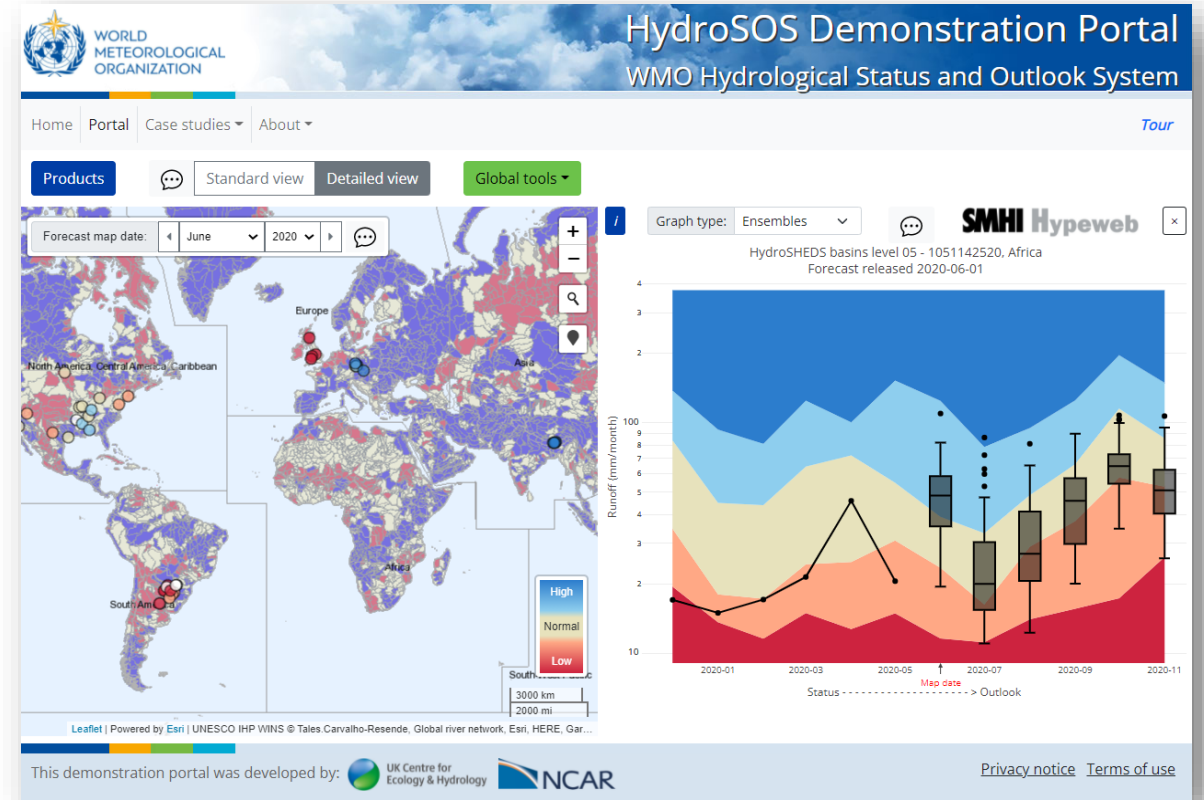 WORLD
METEOROLOGICAL
ORGANIZATION
HydroSOS Demonstration Portal
WMO Hydrological Status and Outlook System
Home Portal Case studies About Tour
Products Standard view Detailed view Global tools
Forecast map date: June 2020
+
−
Europe
Asia
North America, Central America, Caribbean
Africa
South America
High
Normal
Low
3000 km
2000 mi
Leaflet | Powered by Esri | UNESCO IHP WINS © Tales.Carvalho-Resende, Global river network, Esri, HERE, Gar...
i Graph type: Ensembles SMHI Hypeweb ×
HydroSHEDS basins level 05 - 1051142520, Africa
Forecast released 2020-06-01
Runoff (mm/month)
4
3
2
100
9
8
7
6
5
4
3
2
10
2020-01 2020-03 2020-05 2020-07 2020-09 2020-11
Map date
Status - - - - - - - - - - - - - - - - - > Outlook
This demonstration portal was developed by: UK Centre for
Ecology & Hydrology
NCAR
Privacy notice Terms of use